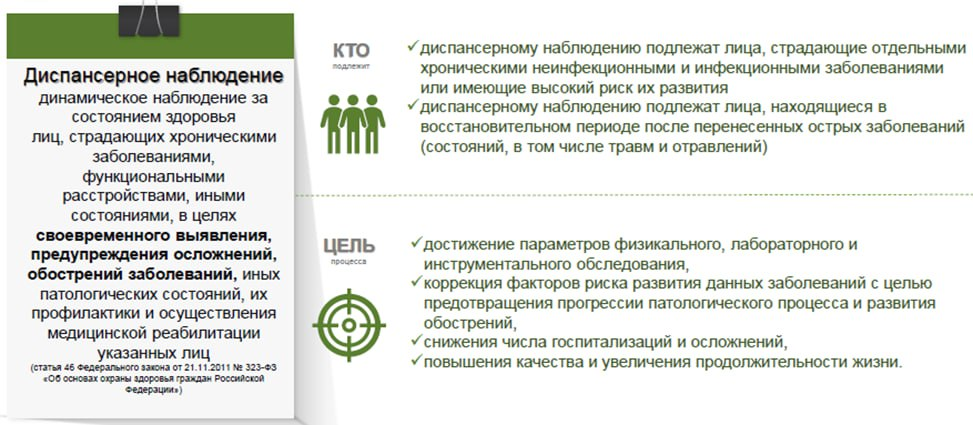 Диспансерное наблюдение
динамическое наблюдение за
состоянием здоровья
лиц, страдающих хроническими
заболеваниями,
функциональными
расстройствами, иными
состояниями, в целях
своевременного выявления,
предупреждения осложнений,
обострений заболеваний, иных
патологических состояний, их
профилактики и осуществления
медицинской реабилитации
указанных лиц
(статья 46 Федерального закона от 21.11.2011 № 323-ФЗ
«Об основах охраны здоровья граждан Российской
Федерации»)
КТО
подлежит
✓диспансерному наблюдению подлежат лица, страдающие отдельными
хроническими неинфекционными и инфекционными заболеваниями
или имеющие высокий риск их развития
✓диспансерному наблюдению подлежат лица, находящиеся в
восстановительном периоде после перенесенных острых заболеваний
(состояний, в том числе травм и отравлений)
ЦЕЛЬ
процесса
✓достижение параметров физикального, лабораторного и
инструментального обследования,
✓коррекция факторов риска развития данных заболеваний с целью
предотвращения прогрессии патологического процесса и развития
обострений,
✓снижения числа госпитализаций и осложнений,
✓повышения качества и увеличения продолжительности жизни.